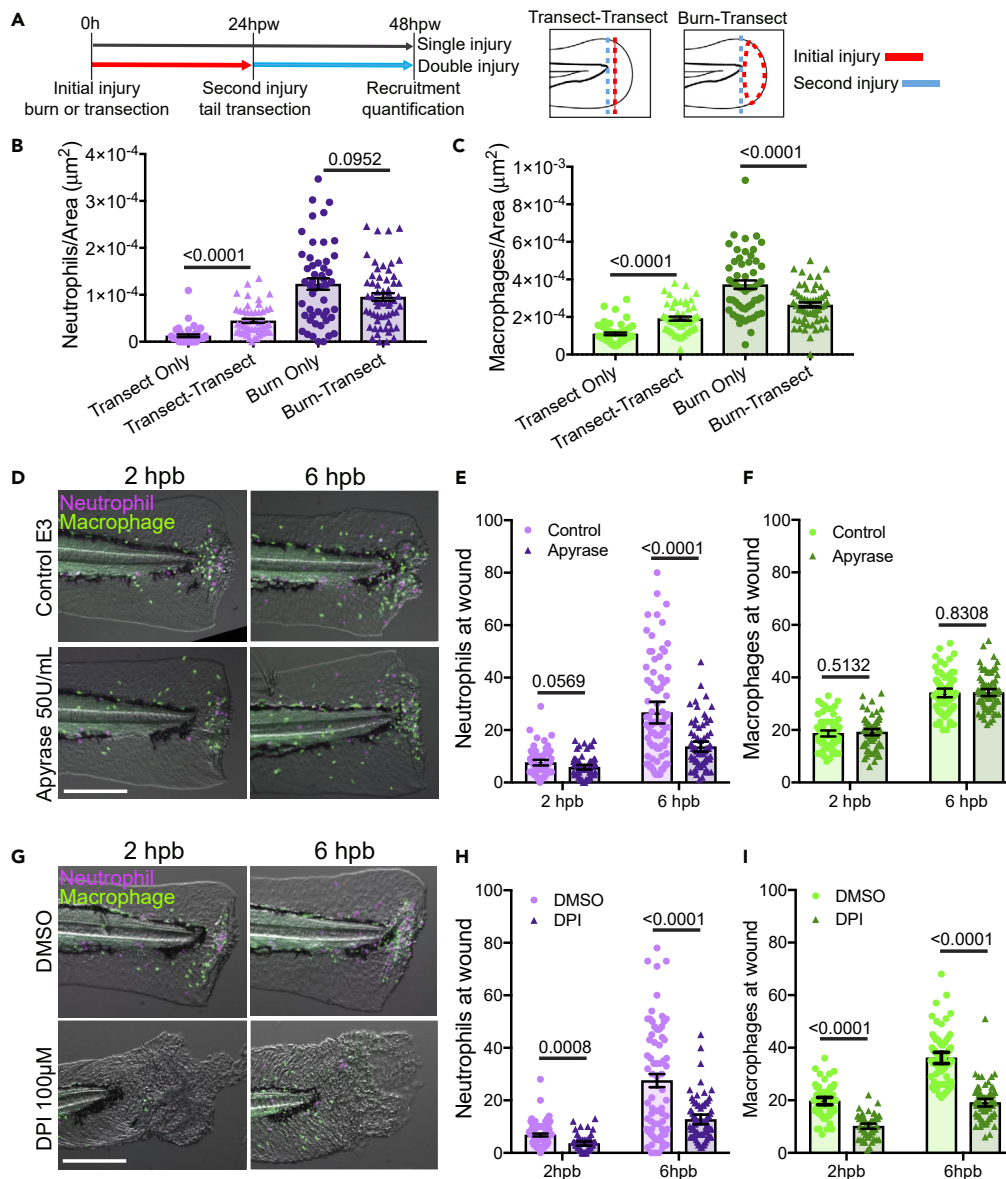 A
0h
24hpw
48hpw
Single injury
Double injury
Initial injury
burn or transection)
Second injury
tail transection
Recruitment
quantification
Transect-Transect
Burn-Transect
Initial injury
Second injury
B
Neutrophils/Area (μm²)
4×10⁻⁴
3×10⁻⁴
2×10⁻⁴
1×10⁻⁴
0
<0.0001
0.0952
Transect Only
Transect-Transect
Burn Only
Burn-Transect
C
Macrophages/Area (μm²)
1×10⁻³
8×10⁻⁴
6×10⁻⁴
4×10⁻⁴
2×10⁻⁴
0
<0.0001
<0.0001
Transect Only
Transect-Transect
Burn Only
Burn-Transect
D
2 hpb
6 hpb
Neutrophil
Macrophage
Control E3
Apyrase 50U/mL
E
Neutrophils at wound
100
80
60
40
20
0
Control
Apyrase
0.0569
<0.0001
2 hpb
6 hpb
F
Macrophages at wound
100
80
60
40
20
0
Control
Apyrase
0.5132
0.8308
2 hpb
6 hpb
G
2 hpb
6 hpb
Neutrophil
Macrophage
DMSO
DPI 100μM
H
Neutrophils at wound
100
80
60
40
20
0
DMSO
DPI
0.0008
<0.0001
2hpb
6 hpb
I
Macrophages at wound
100
80
60
40
20
0
DMSO
DPI
<0.0001
<0.0001
2hpb
6 hpb